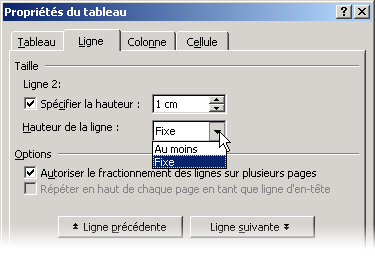 Propriétés du tableau
Tableau Ligne Colonne Cellule
Taille
Ligne 2:
Spécifier la hauteur : 1 cm
Hauteur de la ligne : Fixe
Au moins
Fixe
Options
Autoriser le fractionnement des lignes sur plusieurs pages
Répéter en haut de chaque page en tant que ligne d'en-tête
Ligne précédente Ligne suivante